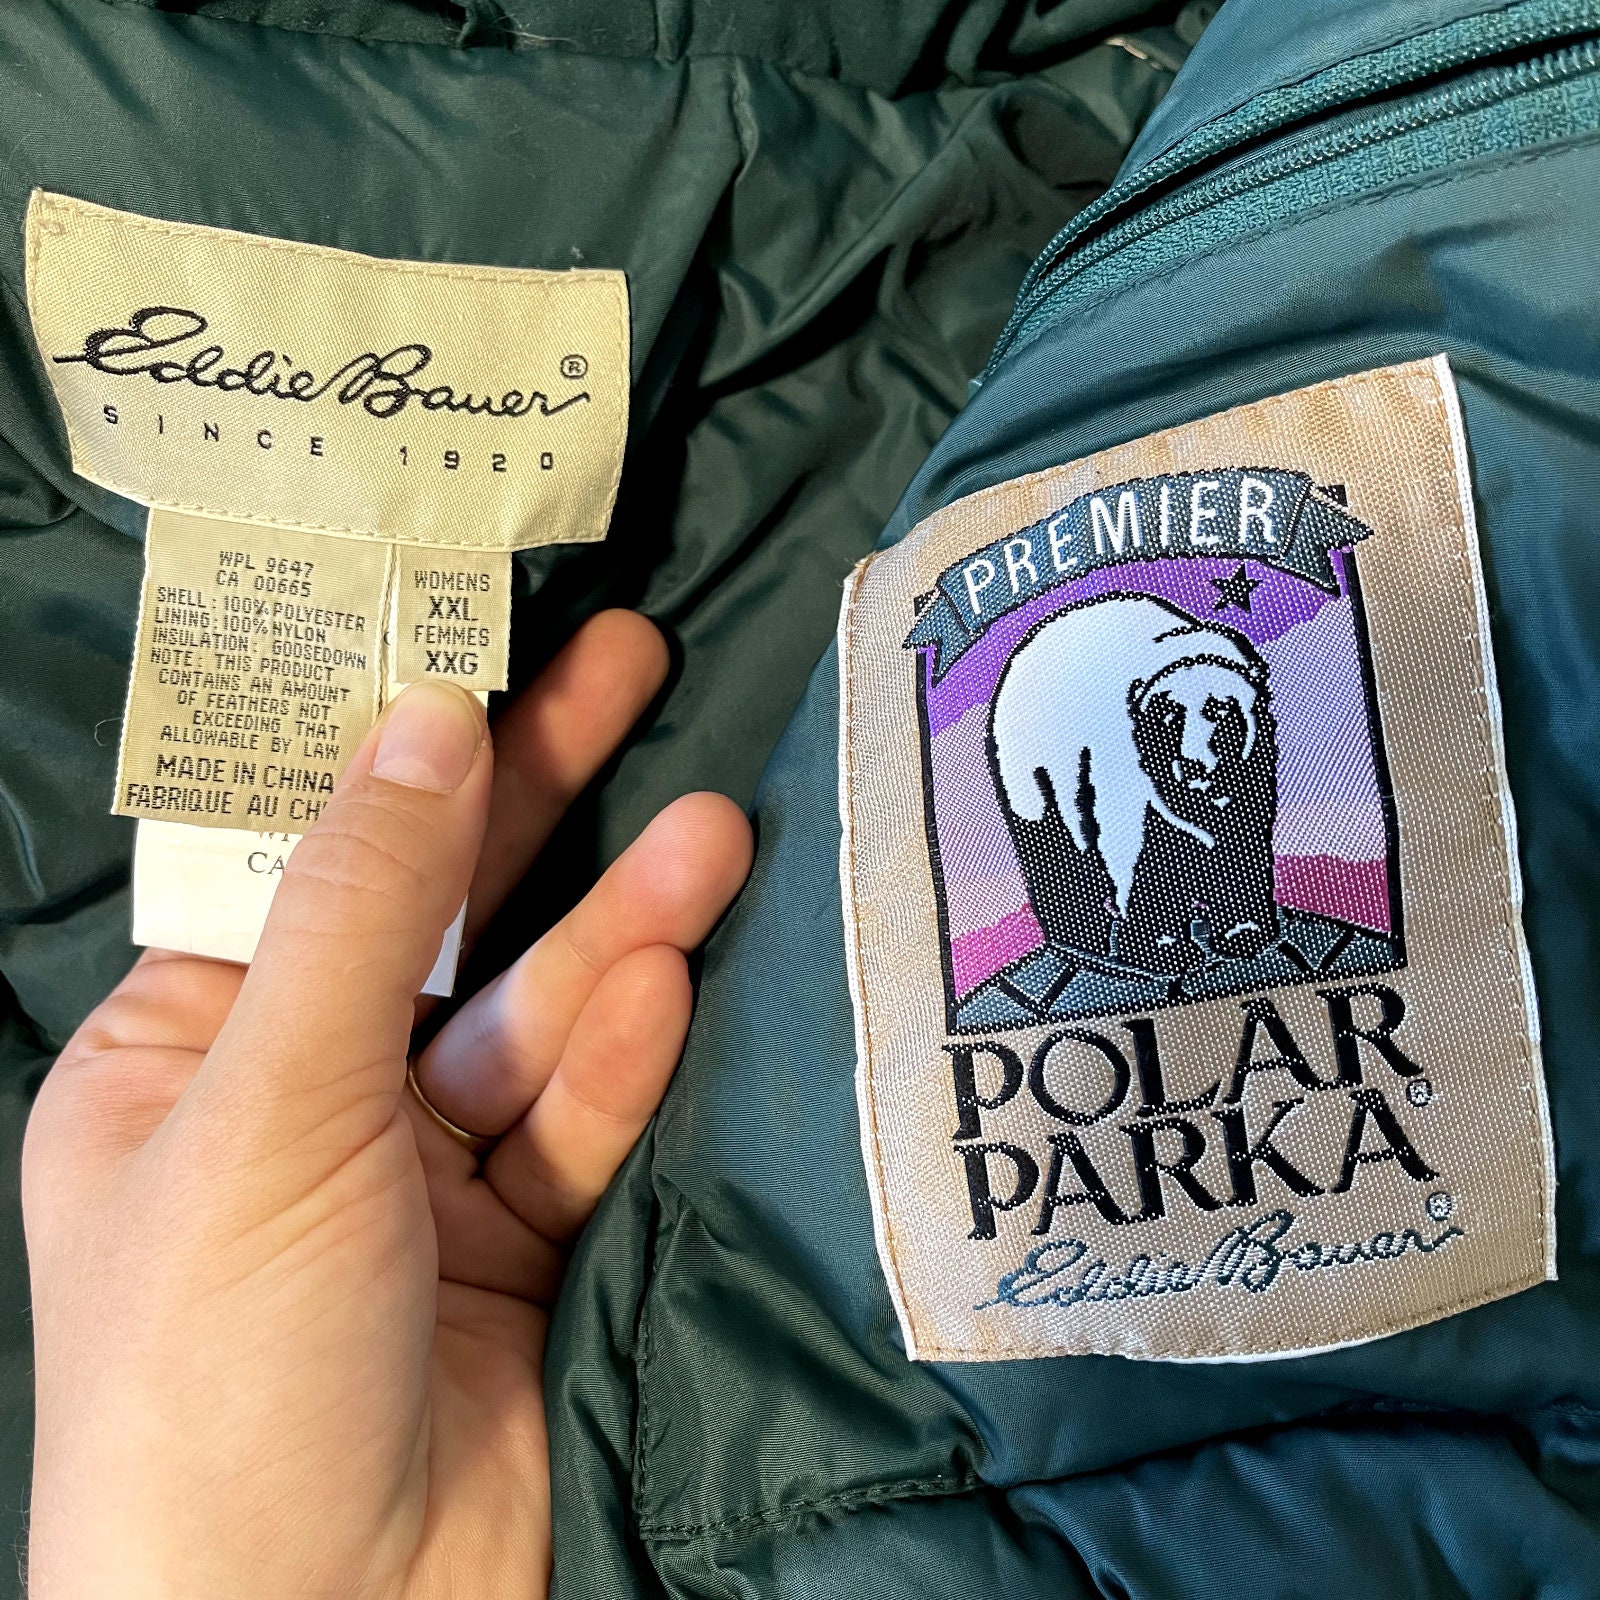 Eddie Bauer®
SINCE 1920
WPL 9647
CA 00665
SHELL: 100% POLYESTER
LINING: 100% NYLON
INSULATION: GOOSEDOWN
NOTE: THIS PRODUCT
CONTAINS AN AMOUNT
OF FEATHERS NOT
EXCEEDING THAT
ALLOWABLE BY LAW
MADE IN CHINA
FABRIQUE AU
WOMENS
XXL
FEMMES
XXG
PREMIER
POLAR
PARKA®
Eddie Bauer®